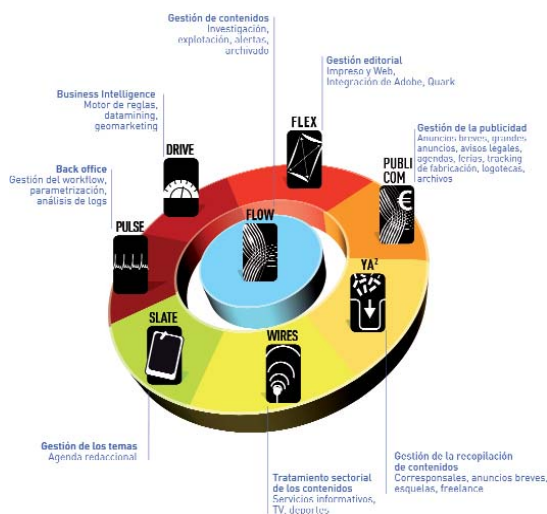 Gestión de contenidos
Investigación,
explotación, alertas,
archivado
Gestión editorial
Impreso y Web,
Integración de Adobe, Quark
Business Intelligence
Motor de reglas,
datamining,
geomarketing
Gestión de la publicidad
Anuncios breves, grandes
anuncios, avisos legales,
agendas, ferias, tracking
de fabricación, logotecas,
archivos
Back office
Gestión del workflow,
parametrización,
análisis de logs
FLEX
DRIVE
PUBLI
COM
€
PULSE
FLOW
YA²
SLATE
WIRES
Gestión de los temas
Agenda redaccional
Tratamiento sectorial
de los contenidos
Servicios informativos,
TV, deportes
Gestión de la recopilación
de contenidos
Corresponsales, anuncios breves,
esquelas, freelance